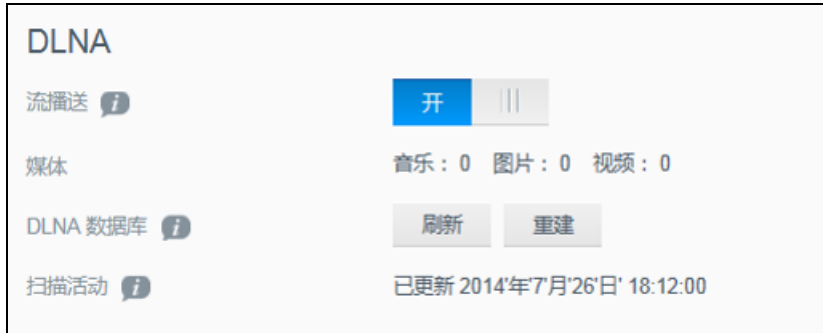 DLNA
流播送 开
媒体 音乐：0 图片：0 视频：0
DLNA 数据库 刷新 重建
扫描活动 已更新 2014'年'7'月'26'日' 18:12:00